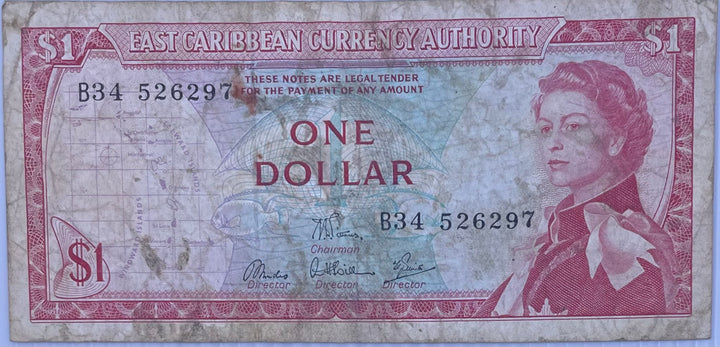 $1 EAST CARIBBEAN CURRENCY AUTHORITY $1
THESE NOTES ARE LEGAL TENDER
FOR THE PAYMENT OF ANY AMOUNT
B34 526297
ONE
DOLLAR
B34 526297
Chairman
$1
Director Director Director